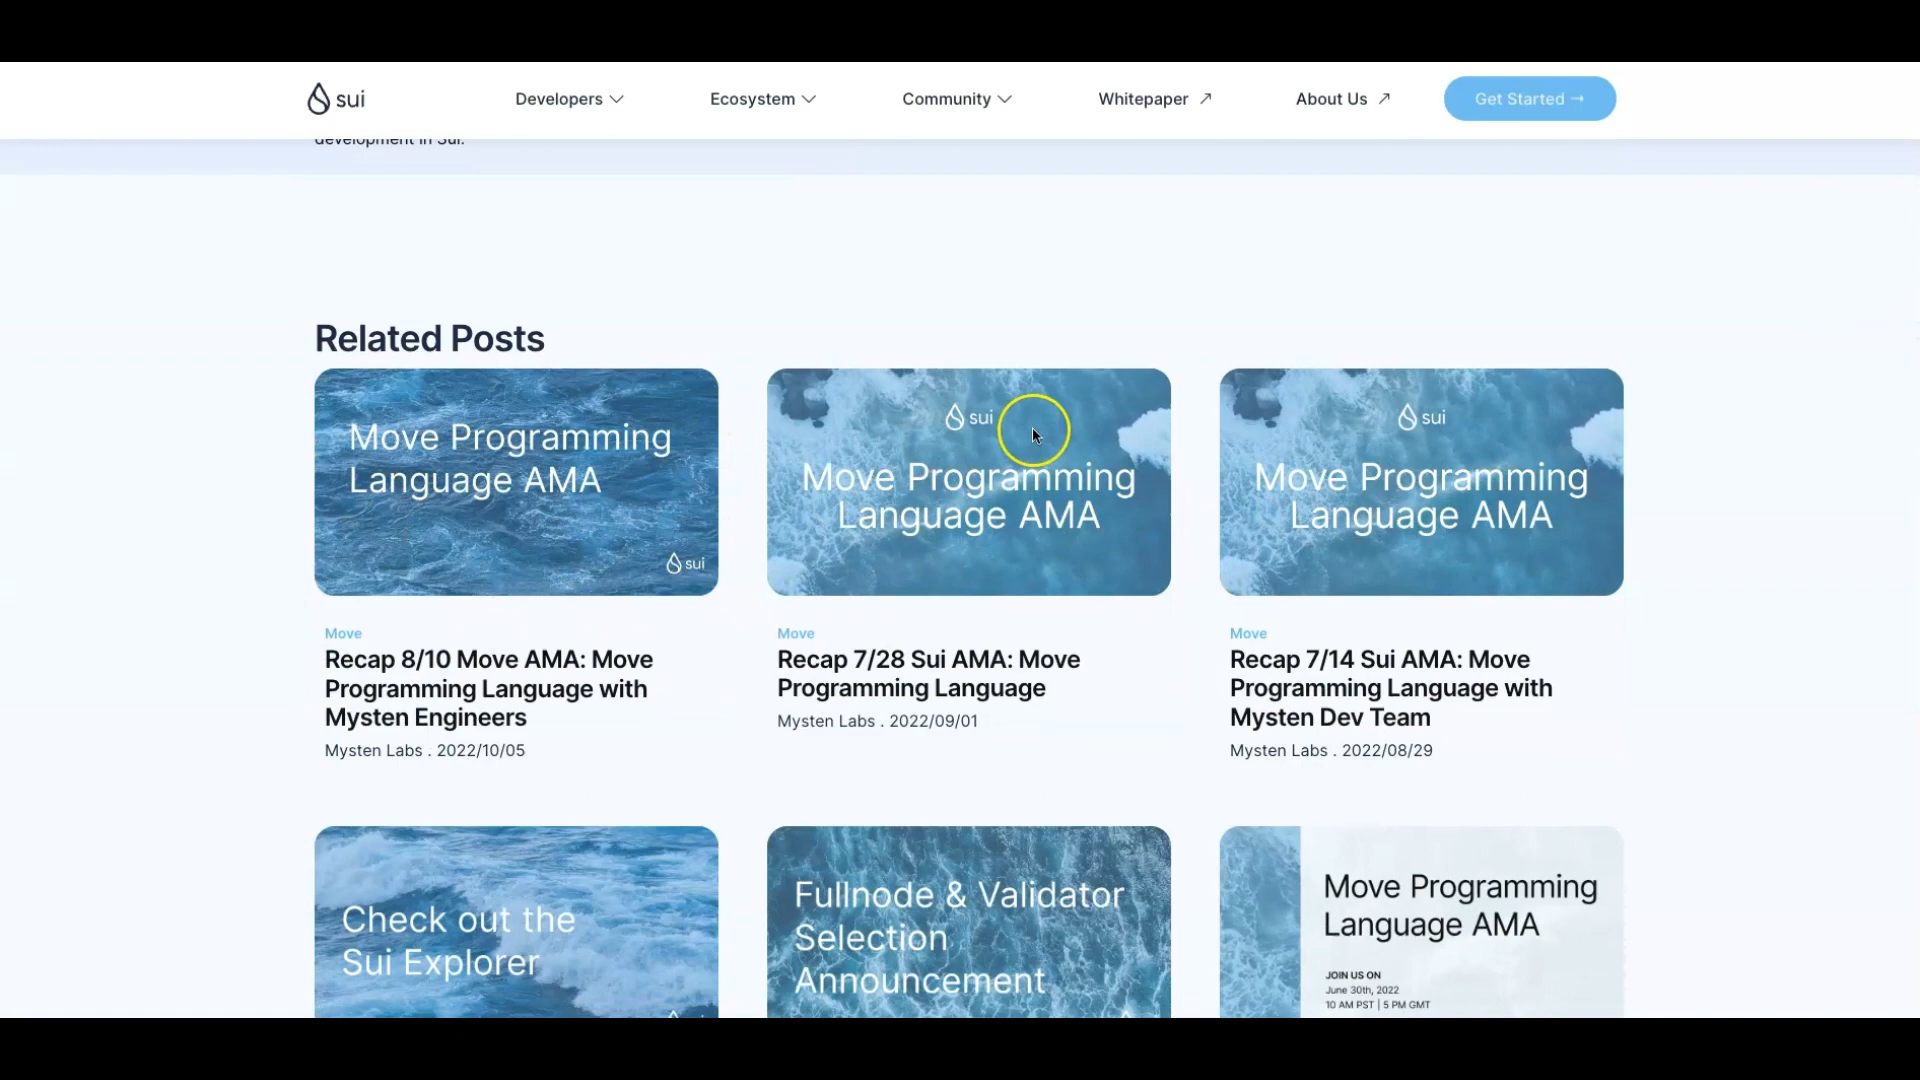 sui
Developers
Ecosystem
Community
Whitepaper ↗
About Us ↗
Get Started →
development in Sui.
Related Posts
Move Programming
Language AMA
sui
sui
Move Programming
Language AMA
sui
Move Programming
Language AMA
Move
Recap 8/10 Move AMA: Move
Programming Language with
Mysten Engineers
Mysten Labs . 2022/10/05
Move
Recap 7/28 Sui AMA: Move
Programming Language
Mysten Labs . 2022/09/01
Move
Recap 7/14 Sui AMA: Move
Programming Language with
Mysten Dev Team
Mysten Labs . 2022/08/29
Check out the
Sui Explorer
Fullnode & Validator
Selection
Announcement
Move Programming
Language AMA
JOIN US ON
June 30th, 2022
10 AM PST | 5 PM GMT